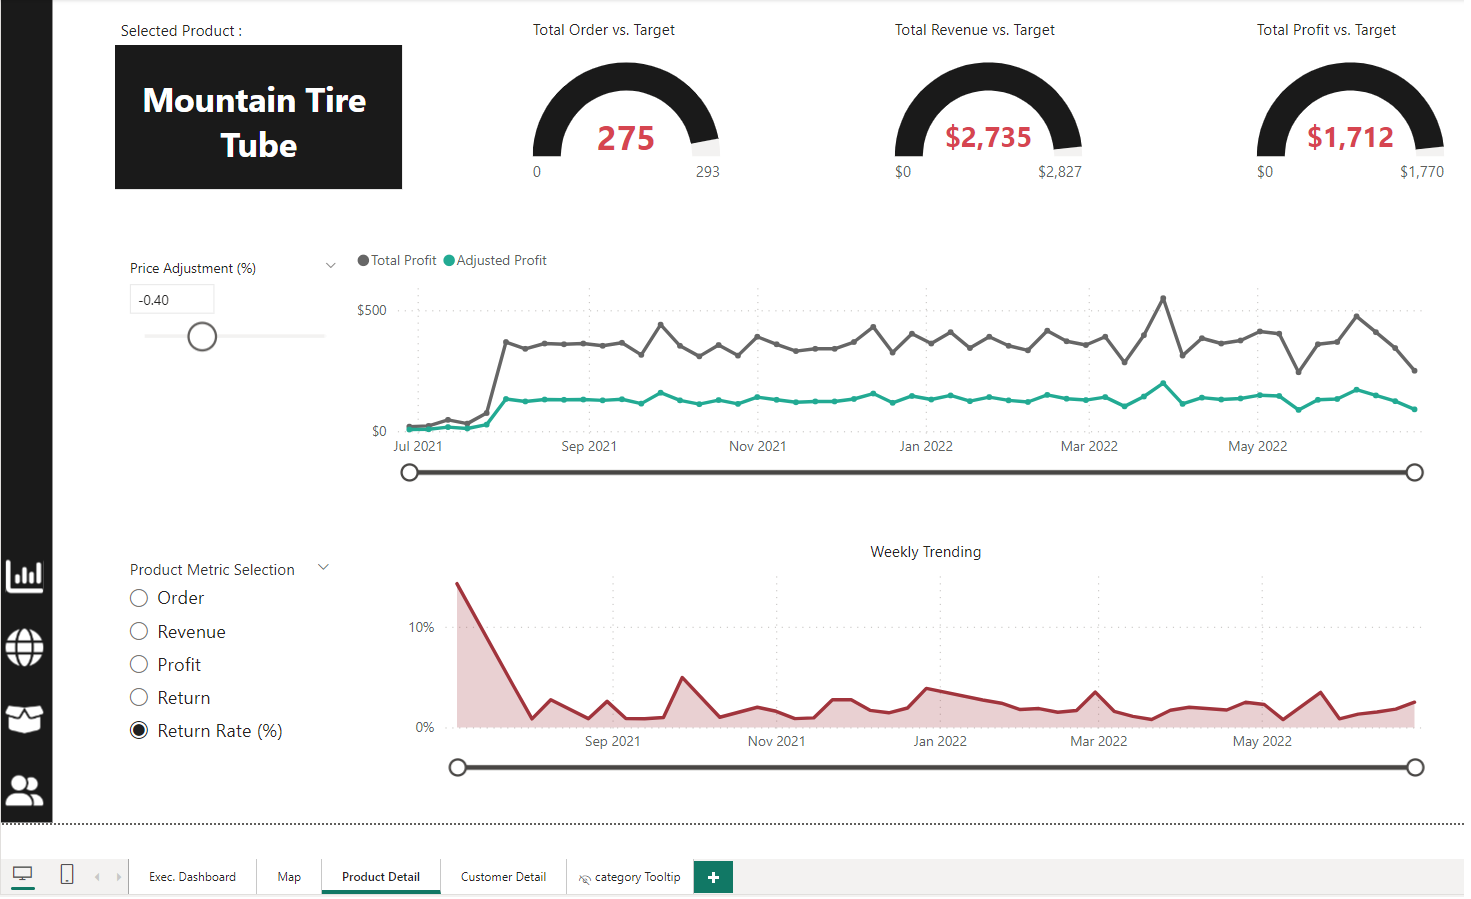 Selected Product :
Mountain Tire
Tube
Total Order vs. Target
275
0
293
Total Revenue vs. Target
$2,735
$0
$2,827
Total Profit vs. Target
$1,712
$0
$1,770
Price Adjustment (%)
-0.40
Total Profit
Adjusted Profit
$500
$0
Jul 2021
Sep 2021
Nov 2021
Jan 2022
Mar 2022
May 2022
Product Metric Selection
Order
Revenue
Profit
Return
Return Rate (%)
Weekly Trending
10%
0%
Sep 2021
Nov 2021
Jan 2022
Mar 2022
May 2022
Exec. Dashboard
Map
Product Detail
Customer Detail
category Tooltip
+